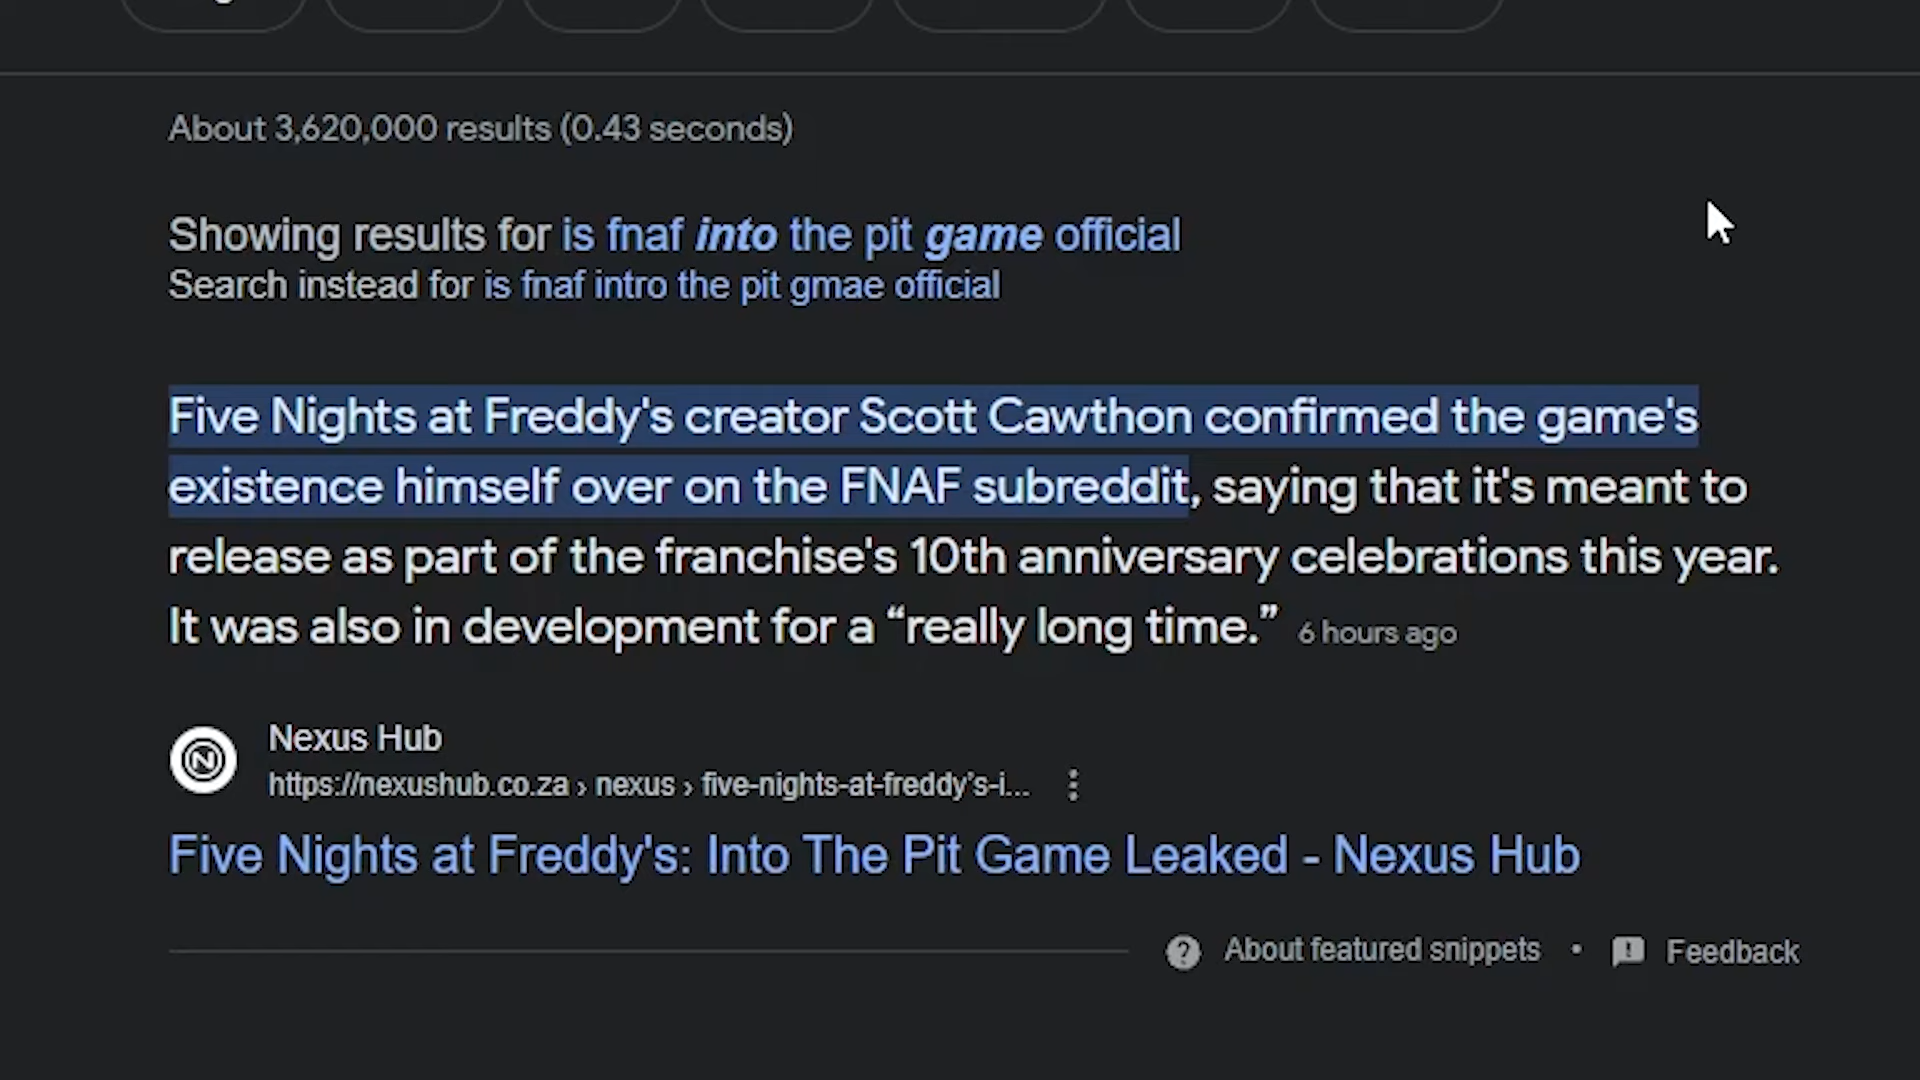 About 3,620,000 results (0.43 seconds)
Showing results for is fnaf into the pit game official
Search instead for is fnaf intro the pit gmae official
Five Nights at Freddy's creator Scott Cawthon confirmed the game's
existence himself over on the FNAF subreddit, saying that it's meant to
release as part of the franchise's 10th anniversary celebrations this year.
It was also in development for a “really long time.” 6 hours ago
Nexus Hub
https://nexushub.co.za › nexus › five-nights-at-freddy's-i...
Five Nights at Freddy's: Into The Pit Game Leaked - Nexus Hub
About featured snippets • Feedback